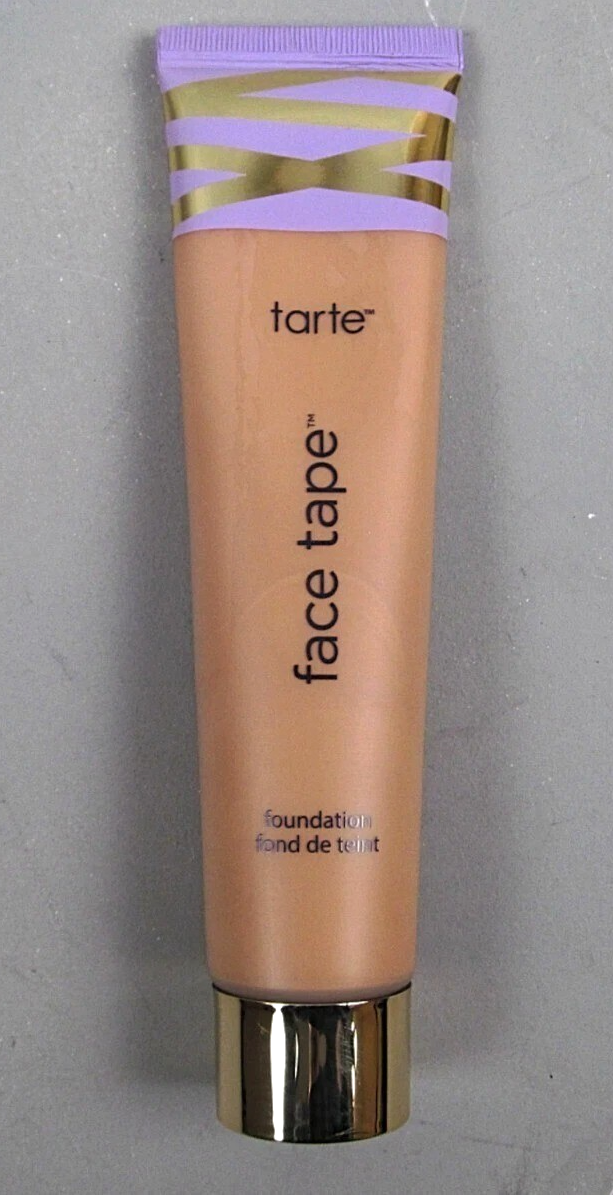 tarte™
face tape™
foundation
fond de teint